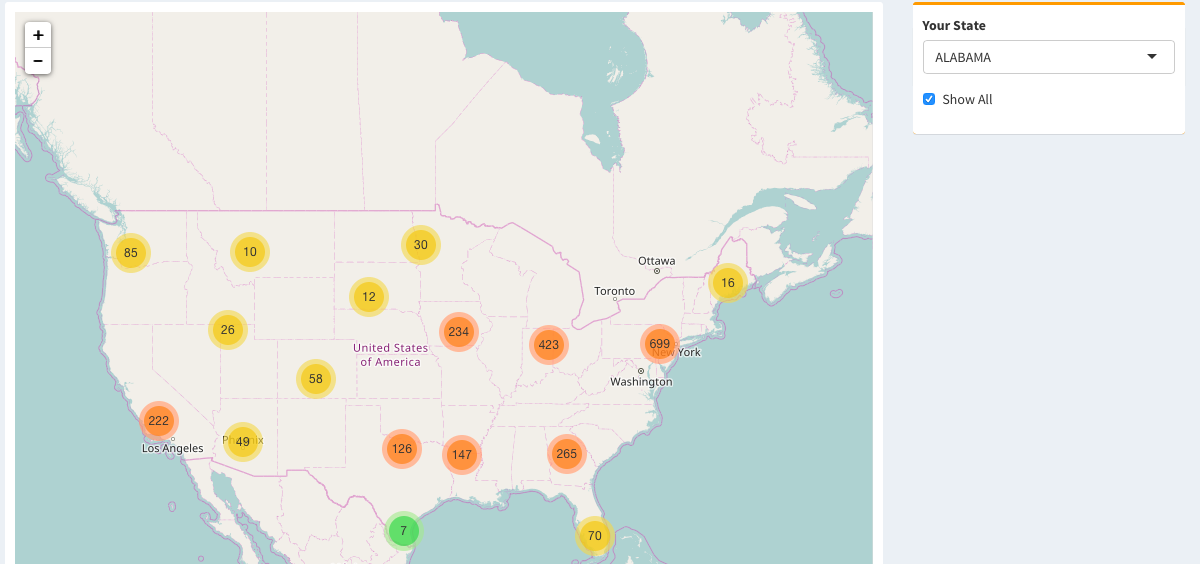 +
−
Your State
ALABAMA
Show All
85
10
30
Ottawa
16
12
Toronto
26
234
423
699
New York
United States
of America
58
Washington
222
Los Angeles
49
Phoenix
126
147
265
7
70